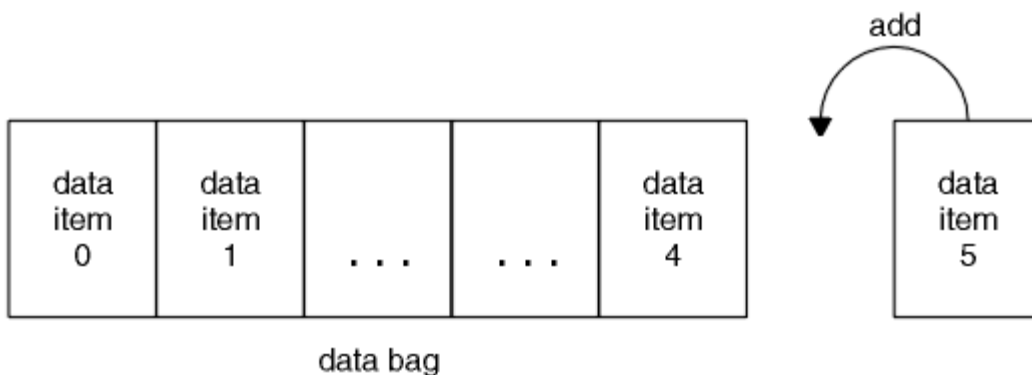 add
data
item
0
data
item
1
. . .
. . .
data
item
4
data
item
5
data bag